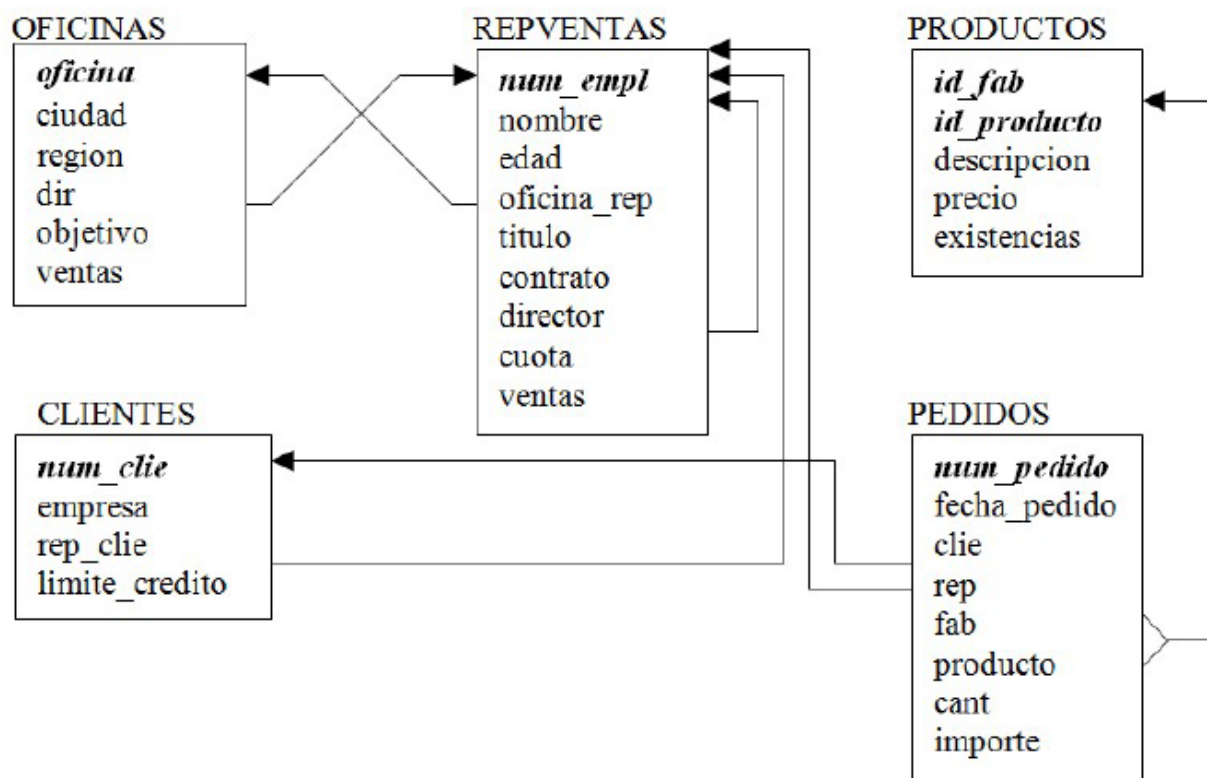 OFICINAS
oficina
ciudad
region
dir
objetivo
ventas
REPVENTAS
num_empl
nombre
edad
oficina_rep
titulo
contrato
director
cuota
ventas
PRODUCTOS
id_fab
id_producto
descripcion
precio
existencias
CLIENTES
num_clie
empresa
rep_clie
limite_credito
PEDIDOS
num_pedido
fecha_pedido
clie
rep
fab
producto
cant
importe